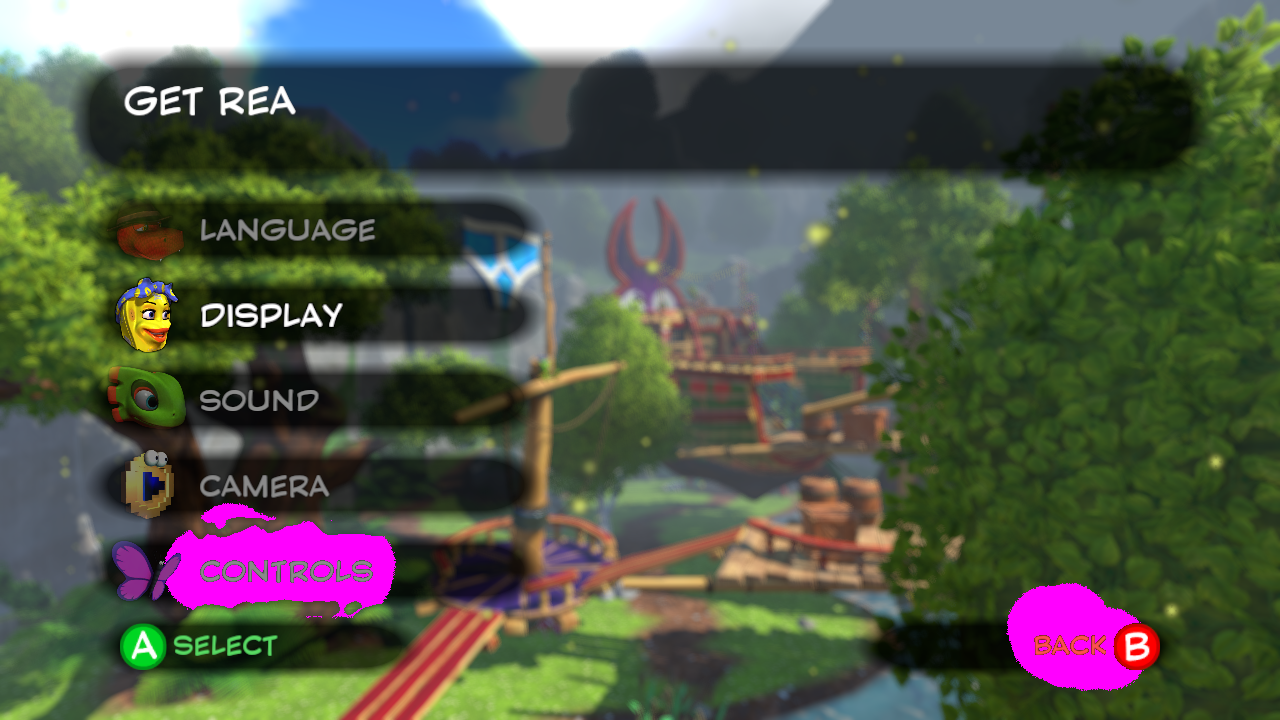 GET REA
LANGUAGE
DISPLAY
SOUND
CAMERA
CONTROLS
A SELECT
BACK B